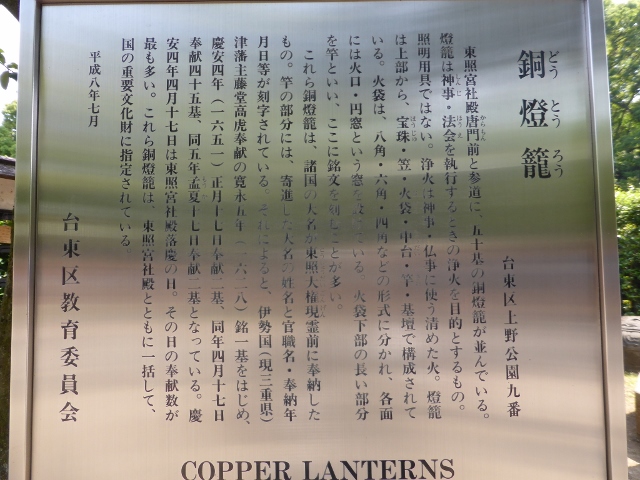 銅燈籠
どうとうろう
台東区上野公園九番
東照宮社殿唐門前と参道に、五十基の銅燈籠が並んでいる。
からもん
燈籠は神事・法会を執行するときの浄火を目的とするもの。
しんじ
ほうえ
照明用具ではない。浄火は神事・仏事に使う清めた火。燈籠
は上部から、宝珠・笠・火袋・中台・竿・基壇で構成されて
ほうじゅ
いる。火袋は、八角・六角・四角などの形式に分かれ、各面
には火口・円窓という窓を設けている。火袋下部の長い部分
を竿といい、ここに銘文を刻むことが多い。
これら銅燈籠は、諸国の大名が東照大権現霊前に奉納した
もの。竿の部分には、寄進した大名の姓名と官職名・奉納年
月日等が刻字されている。それによると、伊勢国(現三重県)
津藩主藤堂高虎奉献の寛永五年(一六二八)銘一基をはじめ、
慶安四年(一六五一)正月十七日奉献二基、同年四月十七日
奉献四十五基、同五年孟夏十七日奉献二基となっている。慶
安四年四月十七日は東照宮社殿落慶の日。その日の奉献数が
最も多い。これら銅燈籠は、東照宮社殿とともに一括して、
国の重要文化財に指定されている。
平成八年七月
台東区教育委員会
COPPER LANTERNS